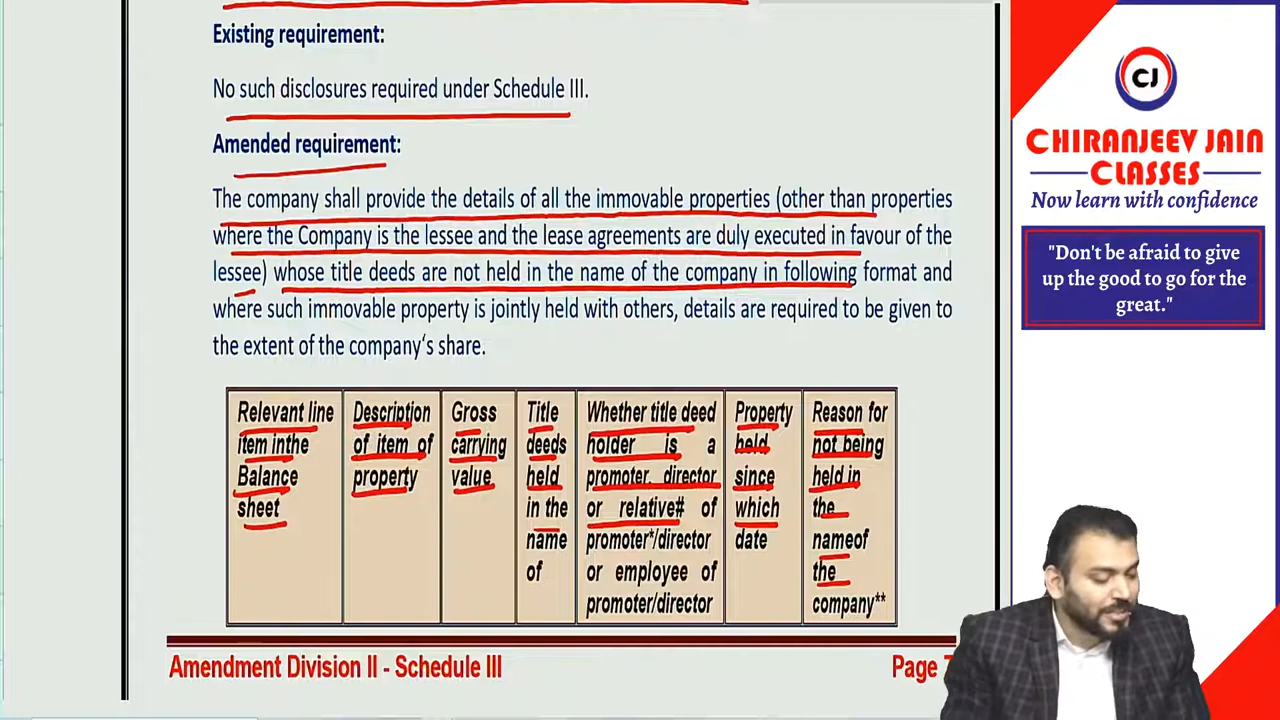 Existing requirement:
No such disclosures required under Schedule III.
Amended requirement:
The company shall provide the details of all the immovable properties (other than properties
where the Company is the lessee and the lease agreements are duly executed in favour of the
lessee) whose title deeds are not held in the name of the company in following format and
where such immovable property is jointly held with others, details are required to be given to
the extent of the company‘s share.
Relevant line
item inthe
Balance
sheet
Description
of item of
property
Gross
carrying
value
Title
deeds
held
in the
name
of
Whether title deed
holder is a
promoter, director
or relative# of
promoter*/director
or employee of
promoter/director
Property
held
since
which
date
Reason for
not being
held in
the
nameof
the
company**
Amendment Division II - Schedule III
Page
CJ
CHIRANJEEV JAIN
CLASSES
Now learn with confidence
"Don't be afraid to give
up the good to go for the
great."